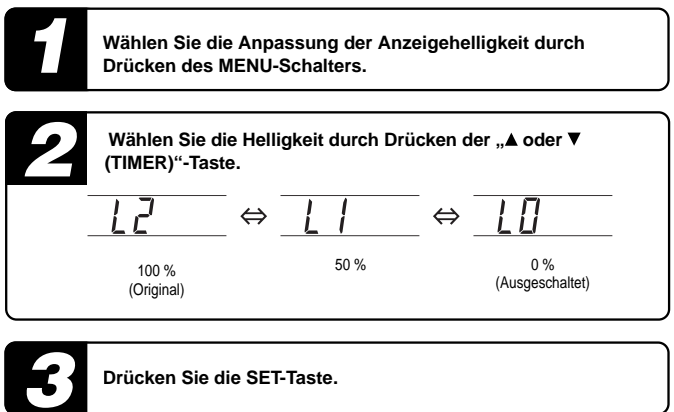 1
Wählen Sie die Anpassung der Anzeigehelligkeit durch
Drücken des MENU-Schalters.
2
Wählen Sie die Helligkeit durch Drücken der „▲ oder ▼
(TIMER)“-Taste.
L2 ⇔ L1 ⇔ L0
100 % 50 % 0 %
(Original) (Ausgeschaltet)
3
Drücken Sie die SET-Taste.